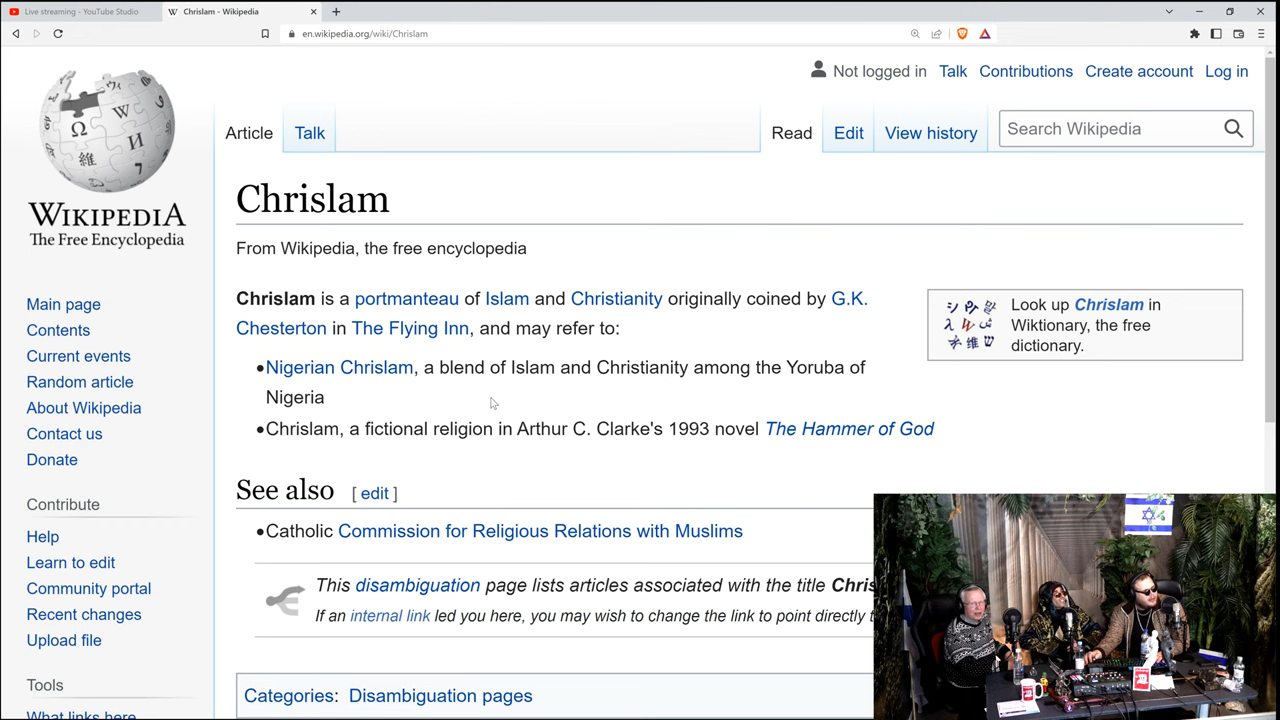 Live streaming - YouTube Studio
Chrislam - Wikipedia
en.wikipedia.org/wiki/Chrislam
Not logged in Talk Contributions Create account Log in
Article Talk Read Edit View history Search Wikipedia
WIKIPEDIA
The Free Encyclopedia
Chrislam
From Wikipedia, the free encyclopedia
Chrislam is a portmanteau of Islam and Christianity originally coined by G.K.
Chesterton in The Flying Inn, and may refer to:
•Nigerian Chrislam, a blend of Islam and Christianity among the Yoruba of
Nigeria
•Chrislam, a fictional religion in Arthur C. Clarke's 1993 novel The Hammer of God
Look up Chrislam in
Wiktionary, the free
dictionary.
See also [ edit ]
•Catholic Commission for Religious Relations with Muslims
This disambiguation page lists articles associated with the title Chris
If an internal link led you here, you may wish to change the link to point directly t
Categories: Disambiguation pages
Main page
Contents
Current events
Random article
About Wikipedia
Contact us
Donate
Contribute
Help
Learn to edit
Community portal
Recent changes
Upload file
Tools
What links here